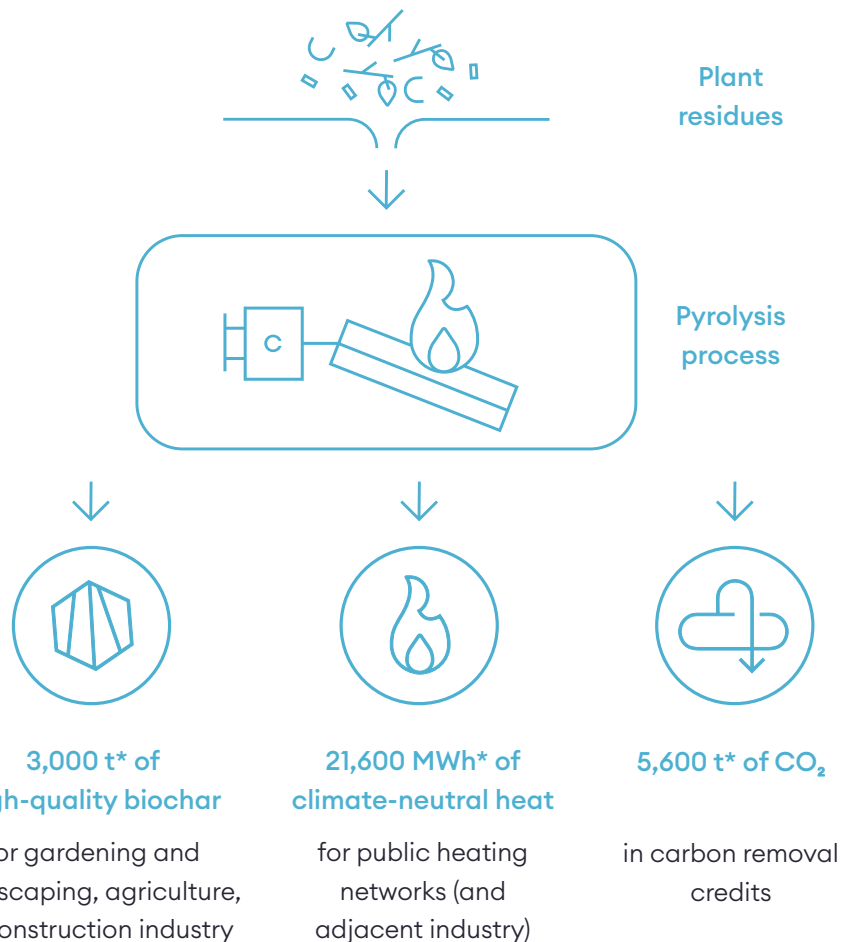 Plant
residues
Pyrolysis
process
C
3,000 t* of
gh-quality biochar
or gardening and
scaping, agriculture,
onstruction industry
21,600 MWh* of
climate-neutral heat
for public heating
networks (and
adjacent industry)
5,600 t* of CO₂
in carbon removal
credits